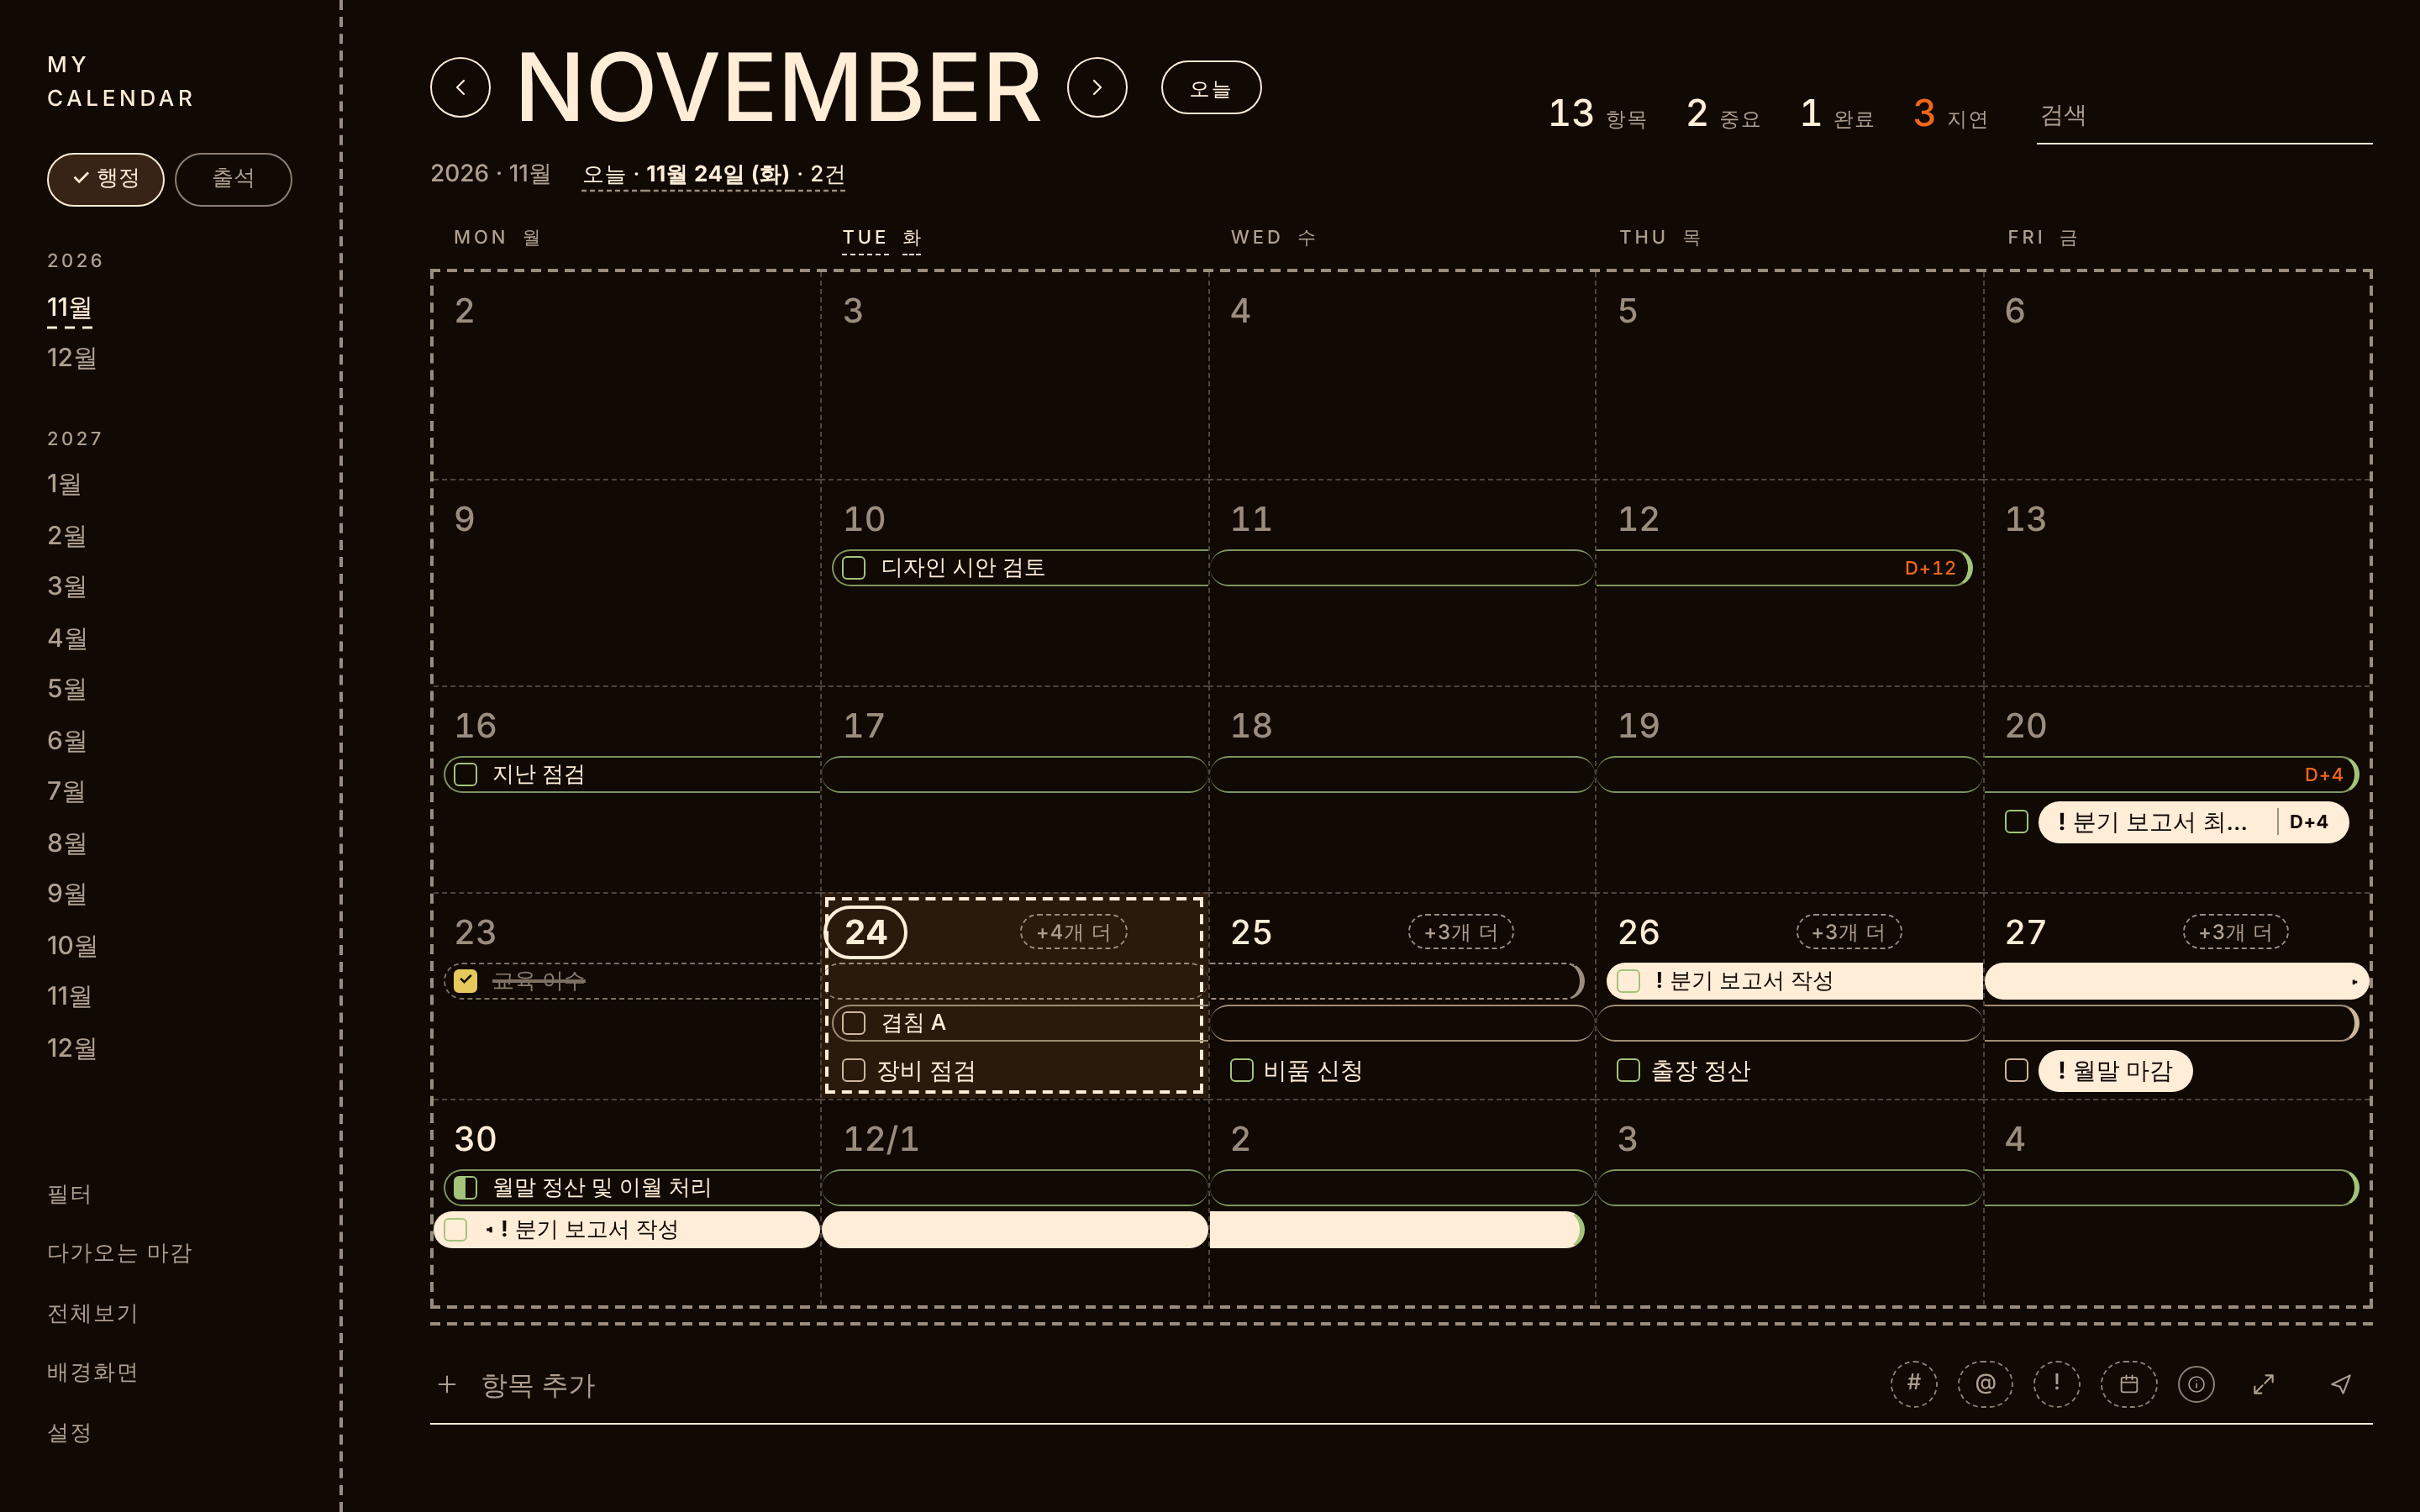 MY
CALENDAR
행정
출석
2026
11월
12월
2027
1월
2월
3월
4월
5월
6월
7월
8월
9월
10월
11월
12월
필터
다가오는 마감
전체보기
배경화면
설정
NOVEMBER
오늘
13 항목 2 중요 1 완료 3 지연
검색
2026 · 11월 오늘 · 11월 24일 (화) · 2건
MON 월 TUE 화 WED 수 THU 목 FRI 금
2 3 4 5 6
9 10 11 12 13
디자인 시안 검토 D+12
16 17 18 19 20
지난 점검 D+4
! 분기 보고서 최... D+4
23 24 +4개 더 25 +3개 더 26 +3개 더 27 +3개 더
교육 이수 ! 분기 보고서 작성
겹침 A
장비 점검 비품 신청 출장 정산 ! 월말 마감
30 12/1 2 3 4
월말 정산 및 이월 처리
! 분기 보고서 작성
+ 항목 추가 # @ !